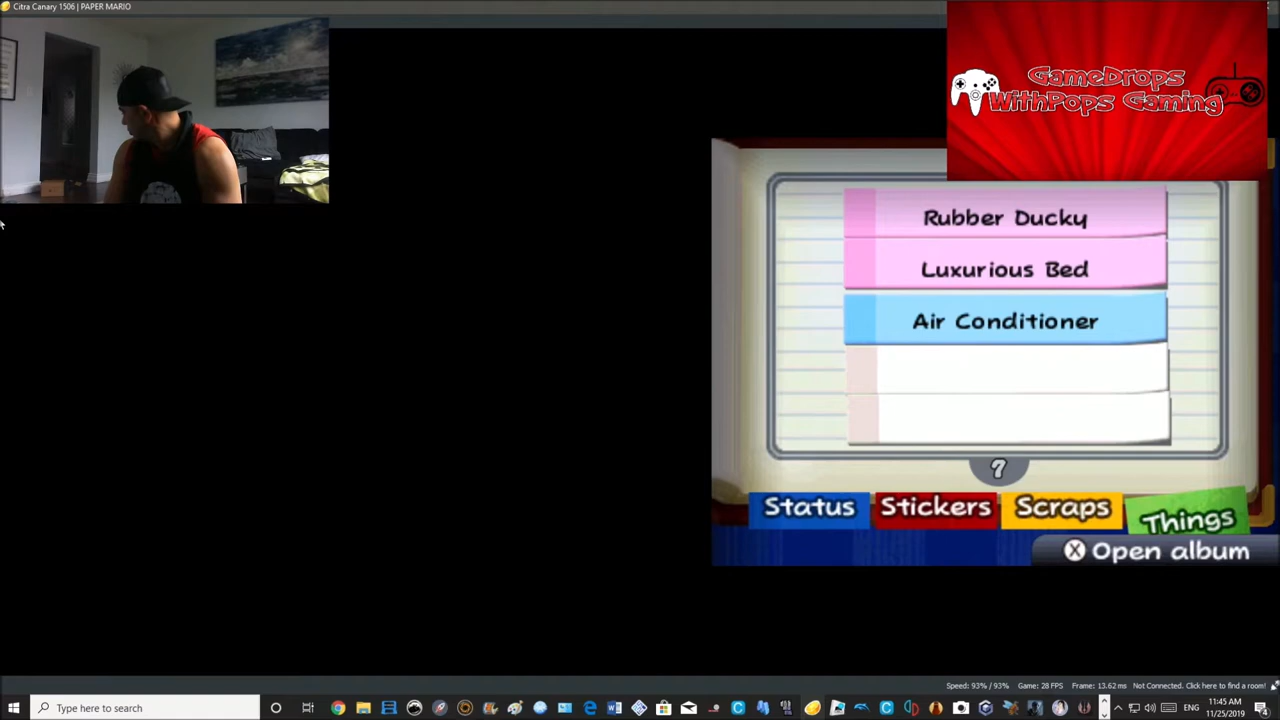 Citra Canary 1506 | PAPER MARIO
GameDrops
WithPops Gaming
Rubber Ducky
Luxurious Bed
Air Conditioner
?
Status
Stickers
Scraps
Things
X Open album
Speed: 93% / 93%
Game: 28 FPS
Frame: 13.62 ms
Not Connected. Click here to find a room!
Type here to search
ENG
11:45 AM
11/25/2019
4